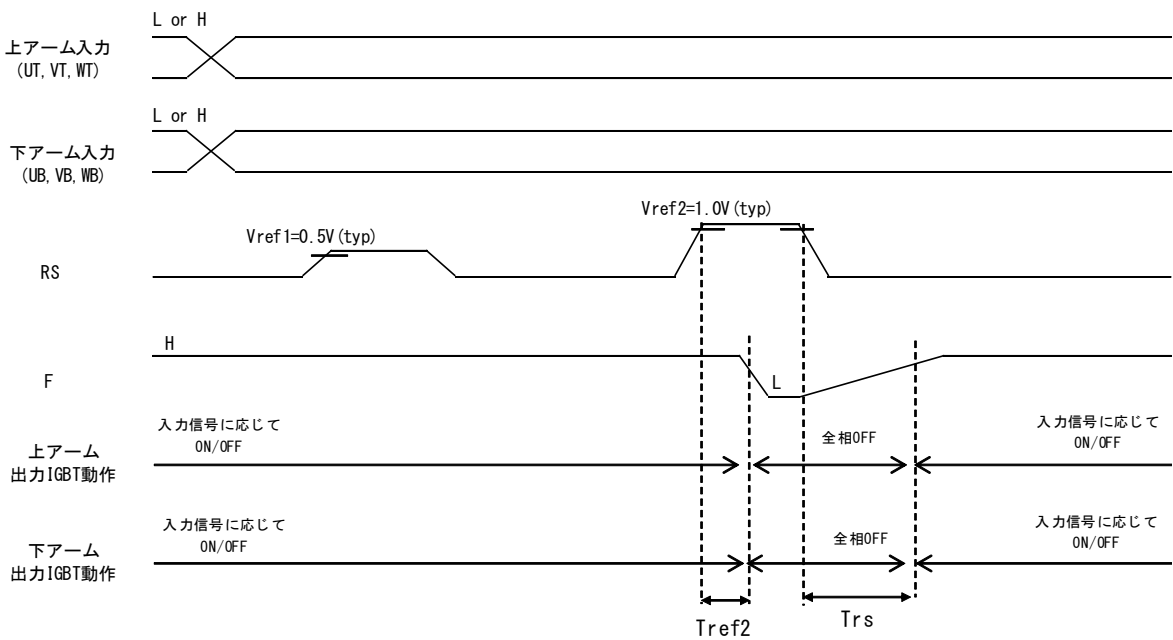 L or H
上アーム入力
(UT, VT, WT)
L or H
下アーム入力
(UB, VB, WB)
Vref2=1.0V(typ)
Vref1=0.5V(typ)
RS
H
F
L
入力信号に応じて
ON/OFF
全相OFF
入力信号に応じて
ON/OFF
上アーム
出力IGBT動作
入力信号に応じて
ON/OFF
全相OFF
入力信号に応じて
ON/OFF
下アーム
出力IGBT動作
Tref2
Trs